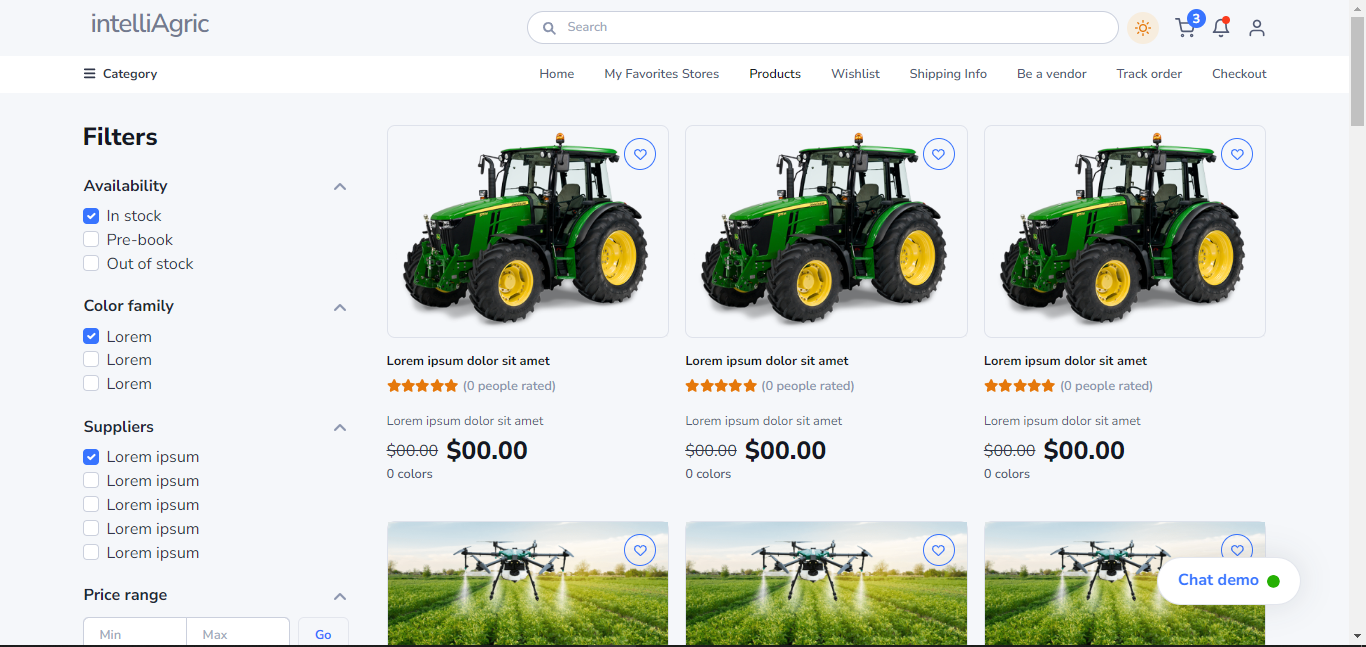 intelliAgric
Search
3
Category
Home My Favorites Stores Products Wishlist Shipping Info Be a vendor Track order Checkout
Filters
Availability
In stock
Pre-book
Out of stock
Color family
Lorem
Lorem
Lorem
Suppliers
Lorem ipsum
Lorem ipsum
Lorem ipsum
Lorem ipsum
Lorem ipsum
Price range
Min Max Go
Lorem ipsum dolor sit amet
(0 people rated)
Lorem ipsum dolor sit amet
$00.00 $00.00
0 colors
Lorem ipsum dolor sit amet
(0 people rated)
Lorem ipsum dolor sit amet
$00.00 $00.00
0 colors
Lorem ipsum dolor sit amet
(0 people rated)
Lorem ipsum dolor sit amet
$00.00 $00.00
0 colors
Chat demo